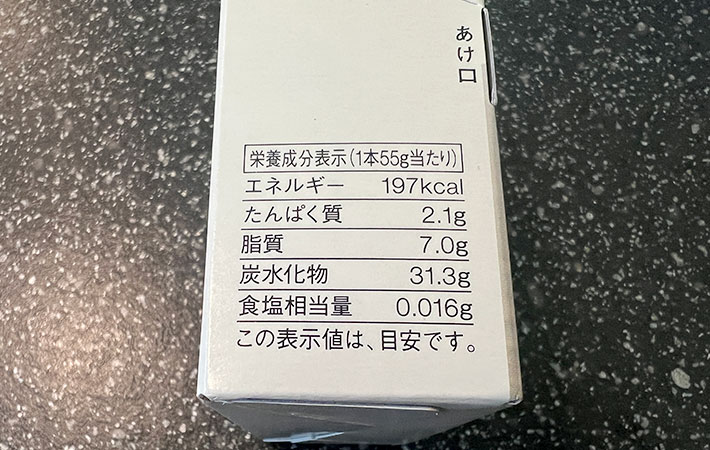 あけ口
栄養成分表示(1本55g当たり)
エネルギー 197kcal
たんぱく質 2.1g
脂質 7.0g
炭水化物 31.3g
食塩相当量 0.016g
この表示値は、目安です。